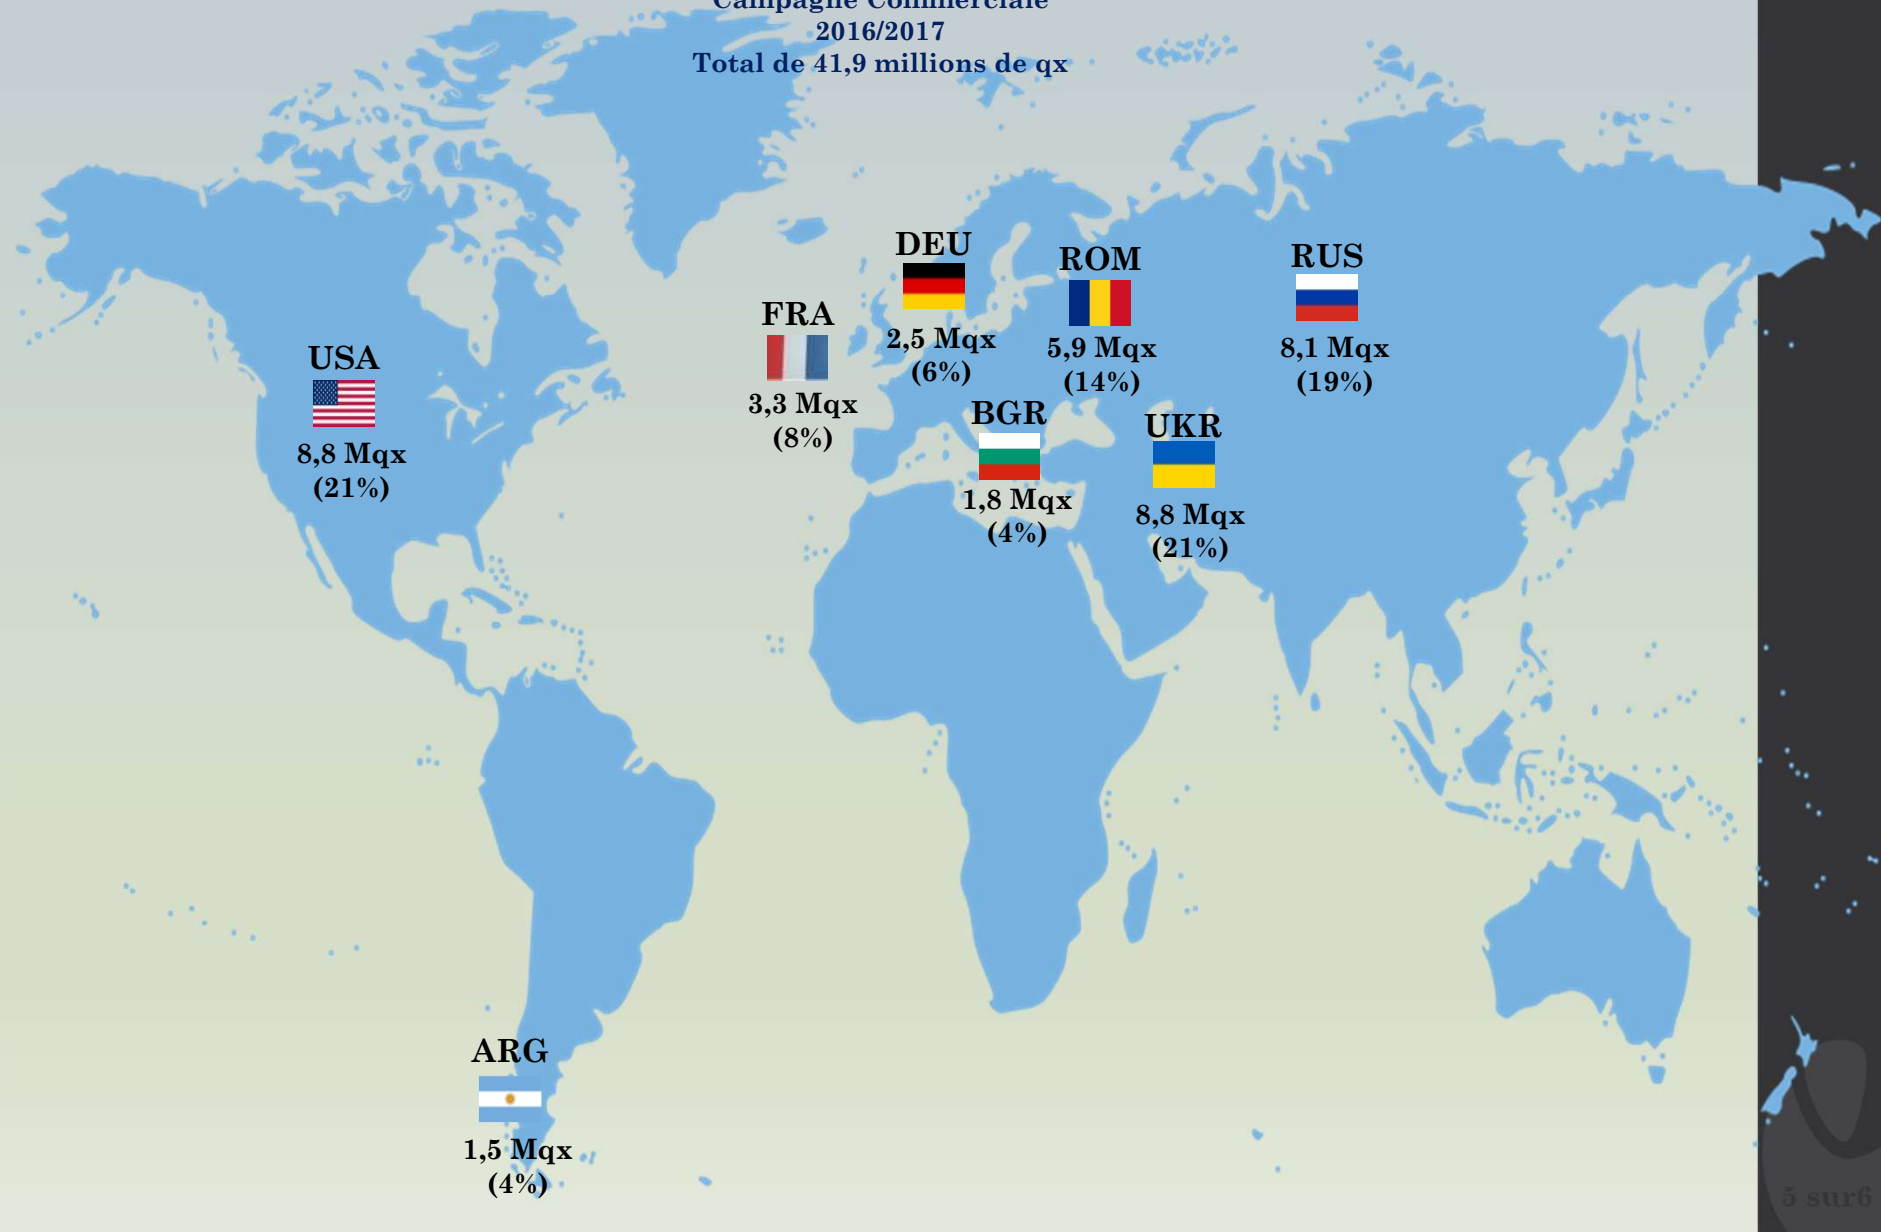 Campagne Commerciale
2016/2017
Total de 41,9 millions de qx
DEU
2,5 Mqx
(6%)
ROM
5,9 Mqx
(14%)
RUS
8,1 Mqx
(19%)
FRA
3,3 Mqx
(8%)
USA
8,8 Mqx
(21%)
BGR
1,8 Mqx
(4%)
UKR
8,8 Mqx
(21%)
ARG
1,5 Mqx
(4%)
5 sur6